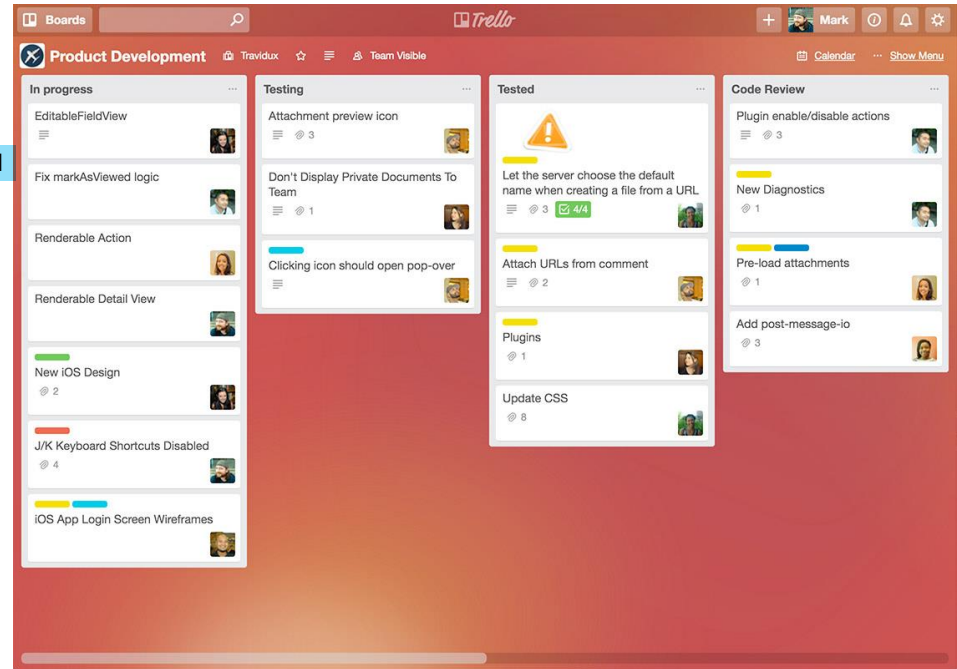 Boards
Trello
Mark
Product Development
Travidux
Team Visible
Calendar
... Show Menu
In progress ...
EditableFieldView
Fix markAsViewed logic
Renderable Action
Renderable Detail View
New iOS Design
2
J/K Keyboard Shortcuts Disabled
4
iOS App Login Screen Wireframes
Testing ...
Attachment preview icon
3
Don't Display Private Documents To
Team
1
Clicking icon should open pop-over
Tested ...
Let the server choose the default
name when creating a file from a URL
3 4/4
Attach URLs from comment
2
Plugins
1
Update CSS
8
Code Review ...
Plugin enable/disable actions
3
New Diagnostics
1
Pre-load attachments
1
Add post-message-io
3